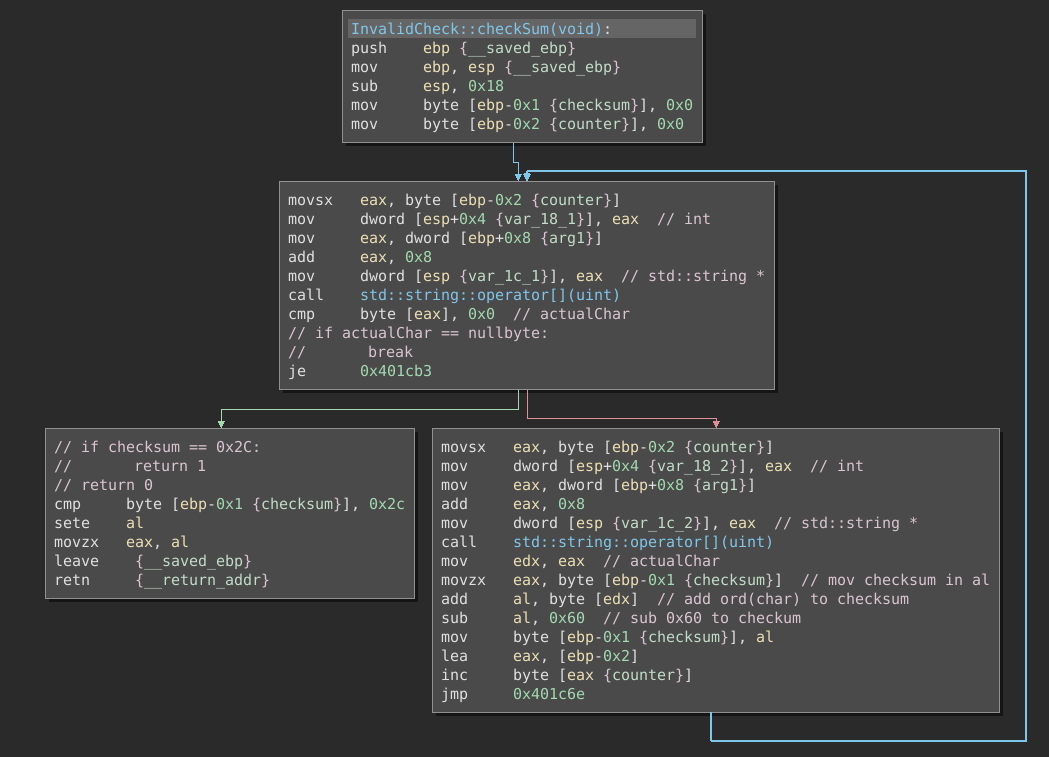 InvalidCheck::checkSum(void):
push ebp {__saved_ebp}
mov ebp, esp {__saved_ebp}
sub esp, 0x18
mov byte [ebp-0x1 {checksum}], 0x0
mov byte [ebp-0x2 {counter}], 0x0
movsx eax, byte [ebp-0x2 {counter}]
mov dword [esp+0x4 {var_18_1}], eax // int
mov eax, dword [ebp+0x8 {arg1}]
add eax, 0x8
mov dword [esp {var_1c_1}], eax // std::string *
call std::string::operator[](uint)
cmp byte [eax], 0x0 // actualChar
// if actualChar == nullbyte:
// break
je 0x401cb3
// if checksum == 0x2C:
// return 1
// return 0
cmp byte [ebp-0x1 {checksum}], 0x2c
sete al
movzx eax, al
leave {__saved_ebp}
retn {__return_addr}
movsx eax, byte [ebp-0x2 {counter}]
mov dword [esp+0x4 {var_18_2}], eax // int
mov eax, dword [ebp+0x8 {arg1}]
add eax, 0x8
mov dword [esp {var_1c_2}], eax // std::string *
call std::string::operator[](uint)
mov edx, eax // actualChar
movzx eax, byte [ebp-0x1 {checksum}] // mov checksum in al
add al, byte [edx] // add ord(char) to checksum
sub al, 0x60 // sub 0x60 to checkum
mov byte [ebp-0x1 {checksum}], al
lea eax, [ebp-0x2]
inc byte [eax {counter}]
jmp 0x401c6e